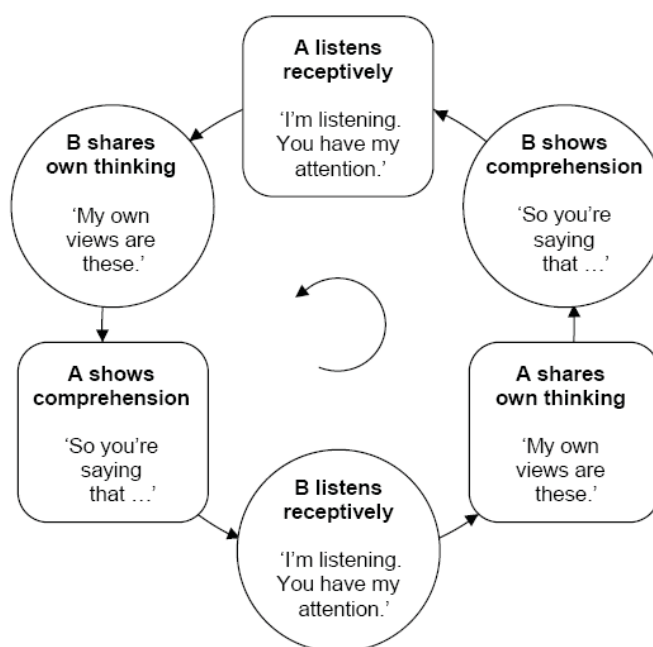 A listens
receptively
‘I’m listening.
You have my
attention.’
B shares
own thinking
‘My own
views are
these.’
A shows
comprehension
‘So you’re
saying
that …’
B listens
receptively
‘I’m listening.
You have my
attention.’
A shares
own thinking
‘My own
views are
these.’
B shows
comprehension
‘So you’re
saying
that …’